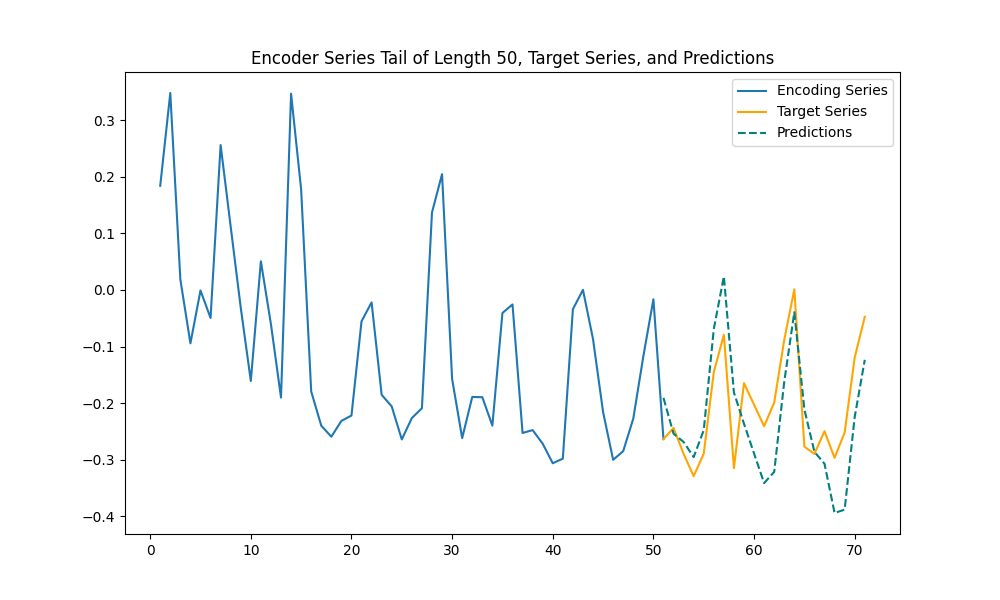 Encoder Series Tail of Length 50, Target Series, and Predictions
Encoding Series
Target Series
Predictions
0.3
0.2
0.1
0.0
−0.1
−0.2
−0.3
−0.4
0 10 20 30 40 50 60 70